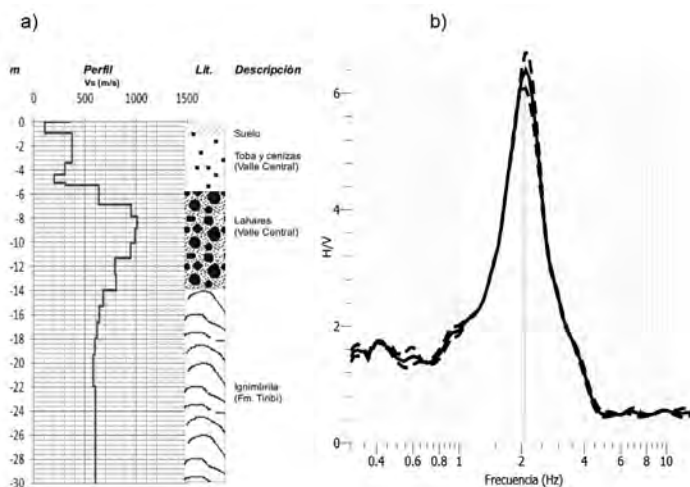 a)
m
Perfil
Lit.
Descripción
Vs (m/s)
0
500
1000
1500
0
-2
-4
-6
-8
-10
-12
-14
-16
-18
-20
-22
-24
-26
-28
-30
Suelo
Toba y cenizas
(Valle Central)
Lahares
(Valle Central)
Ignimbrita
(Fm. Tiribí)
b)
H/V
6
4
2
0
0.4
0.6
0.8
1
2
4
6
8
10
Frecuencia (Hz)